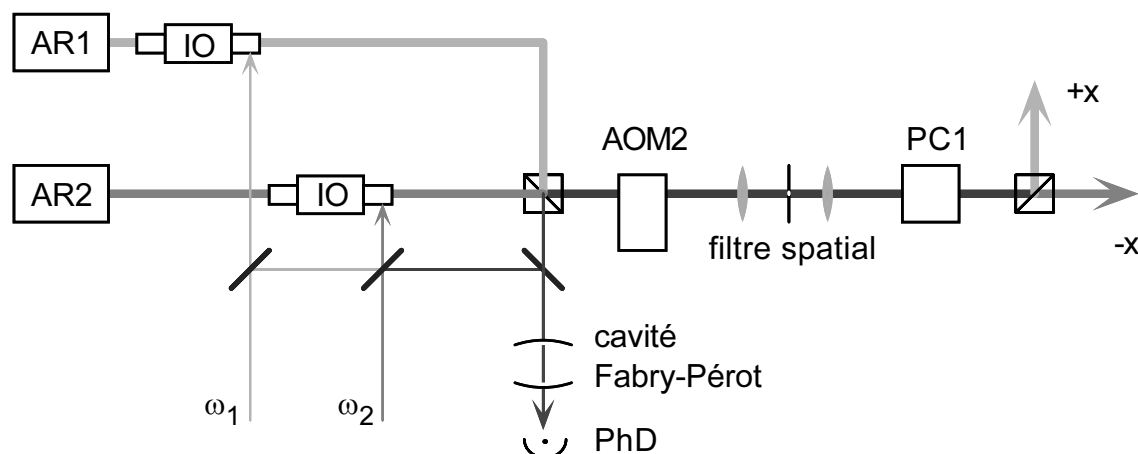 AR1
IO
+x
AOM2
PC1
AR2
IO
filtre spatial
-x
cavité
Fabry-Pérot
ω1
ω2
PhD